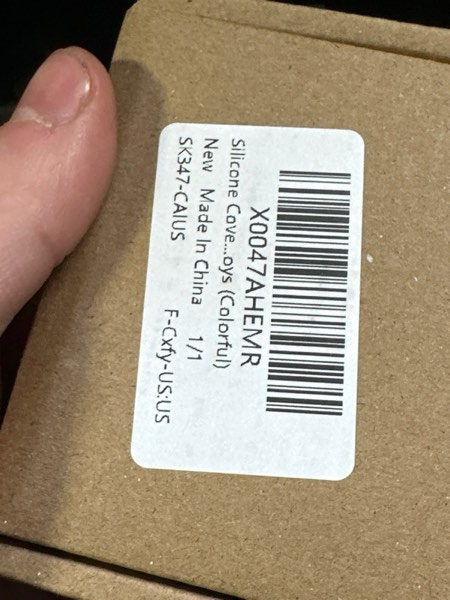 X0047AHEMR
Silicone Cove...oys (Colorful)
New Made In China 1/1
SK347-CAIUS F-Cxfy-US:US